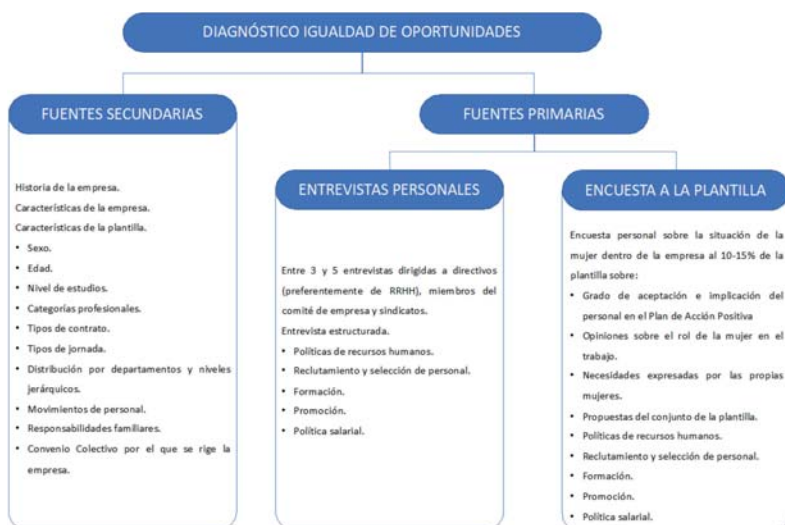 DIAGNÓSTICO IGUALDAD DE OPORTUNIDADES
FUENTES SECUNDARIAS
Historia de la empresa.
Características de la empresa.
Características de la plantilla.
• Sexo.
• Edad.
• Nivel de estudios.
• Categorías profesionales.
• Tipos de contrato.
• Tipos de jornada.
• Distribución por departamentos y niveles
jerárquicos.
• Movimientos de personal.
• Responsabilidades familiares.
• Convenio Colectivo por el que se rige la
empresa.
FUENTES PRIMARIAS
ENTREVISTAS PERSONALES
Entre 3 y 5 entrevistas dirigidas a directivos
(preferentemente de RRHH), miembros del
comité de empresa y sindicatos.
Entrevista estructurada.
• Políticas de recursos humanos.
• Reclutamiento y selección de personal.
• Formación.
• Promoción.
• Política salarial.
ENCUESTA A LA PLANTILLA
Encuesta personal sobre la situación de la
mujer dentro de la empresa al 10-15% de la
plantilla sobre:
• Grado de aceptación e implicación del
personal en el Plan de Acción Positiva
• Opiniones sobre el rol de la mujer en el
trabajo.
• Necesidades expresadas por las propias
mujeres.
• Propuestas del conjunto de la plantilla.
• Políticas de recursos humanos.
• Reclutamiento y selección de personal.
• Formación.
• Promoción.
• Política salarial.